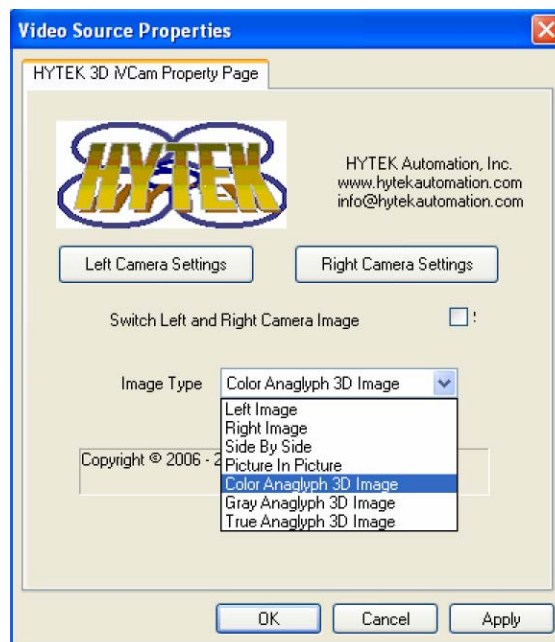 Video Source Properties
HYTEK 3D iVCam Property Page
HYTEK
HYTEK Automation, Inc.
www.hytekautomation.com
info@hytekautomation.com
Left Camera Settings
Right Camera Settings
Switch Left and Right Camera Image
!
Image Type
Color Anaglyph 3D Image
Left Image
Right Image
Side By Side
Picture In Picture
Color Anaglyph 3D Image
Gray Anaglyph 3D Image
True Anaglyph 3D Image
Copyright © 2006 - 2
OK
Cancel
Apply